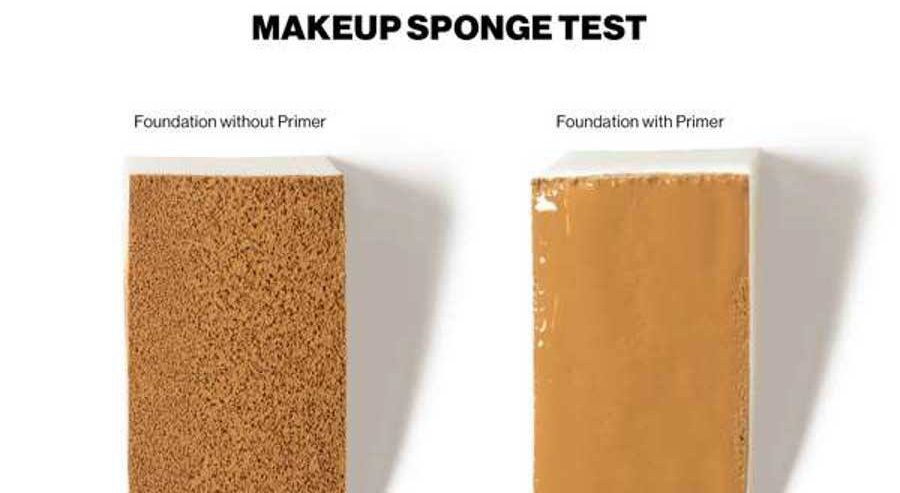 MAKEUP SPONGE TEST
Foundation without Primer
Foundation with Primer